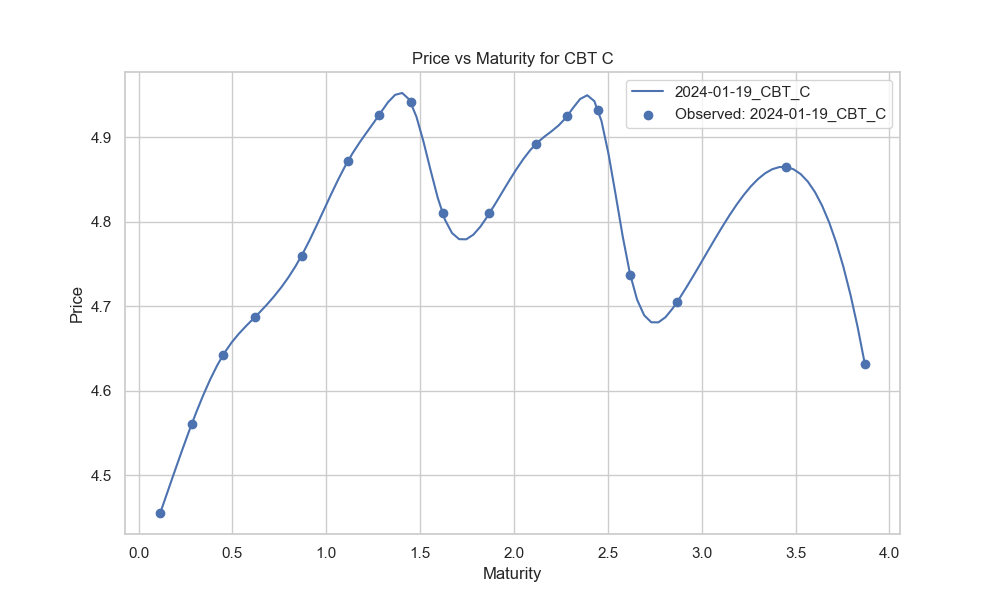 Price vs Maturity for CBT C
2024-01-19_CBT_C
Observed: 2024-01-19_CBT_C
Price
4.9
4.8
4.7
4.6
4.5
0.0 0.5 1.0 1.5 2.0 2.5 3.0 3.5 4.0
Maturity